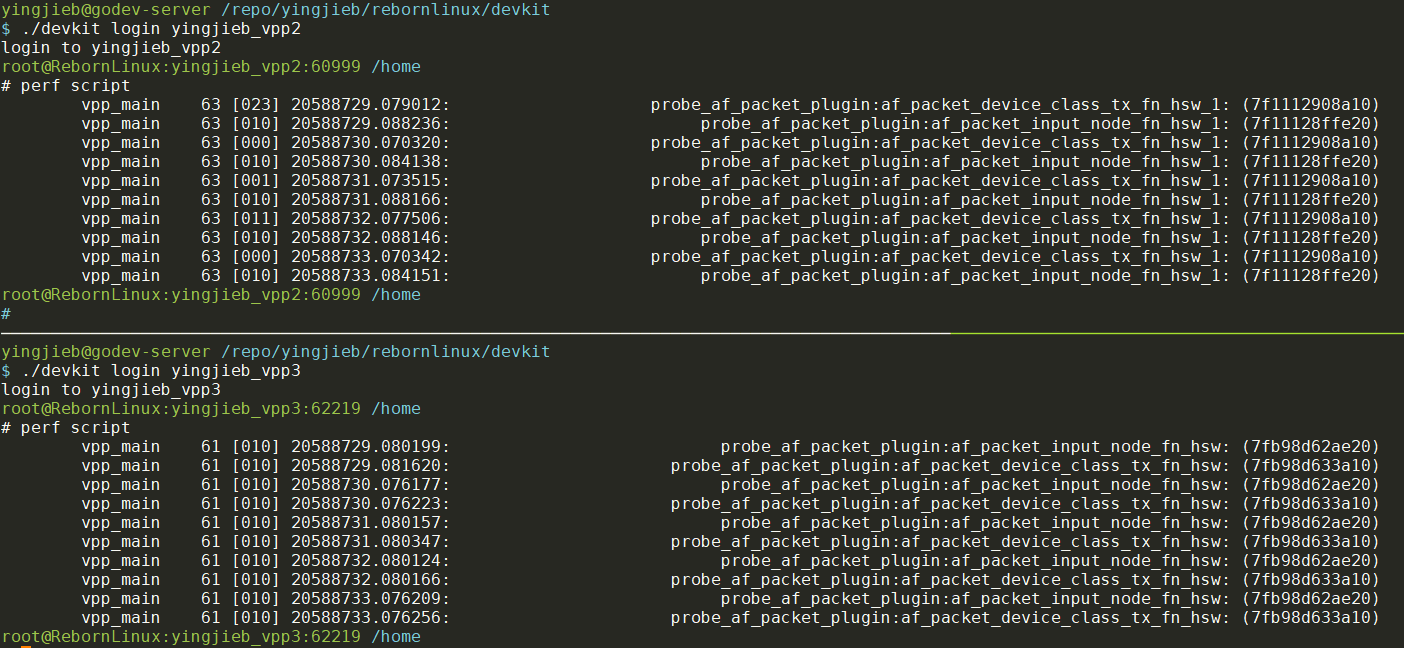 yingjieb@godev-server /repo/yingjieb/rebornlinux/devkit
$ ./devkit login yingjieb_vpp2
login to yingjieb_vpp2
root@RebornLinux:yingjieb_vpp2:60999 /home
# perf script
vpp_main 63 [023] 20588729.079012: probe_af_packet_plugin:af_packet_device_class_tx_fn_hsw_1: (7f1112908a10)
vpp_main 63 [010] 20588729.088236: probe_af_packet_plugin:af_packet_input_node_fn_hsw_1: (7f11128ffe20)
vpp_main 63 [000] 20588730.070320: probe_af_packet_plugin:af_packet_device_class_tx_fn_hsw_1: (7f1112908a10)
vpp_main 63 [010] 20588730.084138: probe_af_packet_plugin:af_packet_input_node_fn_hsw_1: (7f11128ffe20)
vpp_main 63 [001] 20588731.073515: probe_af_packet_plugin:af_packet_device_class_tx_fn_hsw_1: (7f1112908a10)
vpp_main 63 [010] 20588731.088166: probe_af_packet_plugin:af_packet_input_node_fn_hsw_1: (7f11128ffe20)
vpp_main 63 [011] 20588732.077506: probe_af_packet_plugin:af_packet_device_class_tx_fn_hsw_1: (7f1112908a10)
vpp_main 63 [010] 20588732.088146: probe_af_packet_plugin:af_packet_input_node_fn_hsw_1: (7f11128ffe20)
vpp_main 63 [000] 20588733.070342: probe_af_packet_plugin:af_packet_device_class_tx_fn_hsw_1: (7f1112908a10)
vpp_main 63 [010] 20588733.084151: probe_af_packet_plugin:af_packet_input_node_fn_hsw_1: (7f11128ffe20)
root@RebornLinux:yingjieb_vpp2:60999 /home
#
yingjieb@godev-server /repo/yingjieb/rebornlinux/devkit
$ ./devkit login yingjieb_vpp3
login to yingjieb_vpp3
root@RebornLinux:yingjieb_vpp3:62219 /home
# perf script
vpp_main 61 [010] 20588729.080199: probe_af_packet_plugin:af_packet_input_node_fn_hsw: (7fb98d62ae20)
vpp_main 61 [010] 20588729.081620: probe_af_packet_plugin:af_packet_device_class_tx_fn_hsw: (7fb98d633a10)
vpp_main 61 [010] 20588730.076177: probe_af_packet_plugin:af_packet_input_node_fn_hsw: (7fb98d62ae20)
vpp_main 61 [010] 20588730.076223: probe_af_packet_plugin:af_packet_device_class_tx_fn_hsw: (7fb98d633a10)
vpp_main 61 [010] 20588731.080157: probe_af_packet_plugin:af_packet_input_node_fn_hsw: (7fb98d62ae20)
vpp_main 61 [010] 20588731.080347: probe_af_packet_plugin:af_packet_device_class_tx_fn_hsw: (7fb98d633a10)
vpp_main 61 [010] 20588732.080124: probe_af_packet_plugin:af_packet_input_node_fn_hsw: (7fb98d62ae20)
vpp_main 61 [010] 20588732.080166: probe_af_packet_plugin:af_packet_device_class_tx_fn_hsw: (7fb98d633a10)
vpp_main 61 [010] 20588733.076209: probe_af_packet_plugin:af_packet_input_node_fn_hsw: (7fb98d62ae20)
vpp_main 61 [010] 20588733.076256: probe_af_packet_plugin:af_packet_device_class_tx_fn_hsw: (7fb98d633a10)
root@RebornLinux:yingjieb_vpp3:62219 /home